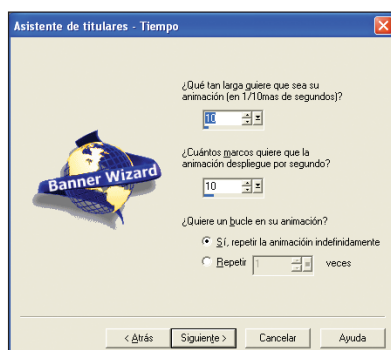 Asistente de titulares - Tiempo
¿Qué tan larga quiere que sea su
animación (en 1/10mas de segundos)?
10
¿Cuántos marcos quiere que la
animación despliegue por segundo?
10
Banner Wizard
¿Quiere un bucle en su animación?
Sí, repetir la animacióin indefinidamente
Repetir 1 veces
< Atrás Siguiente > Cancelar Ayuda